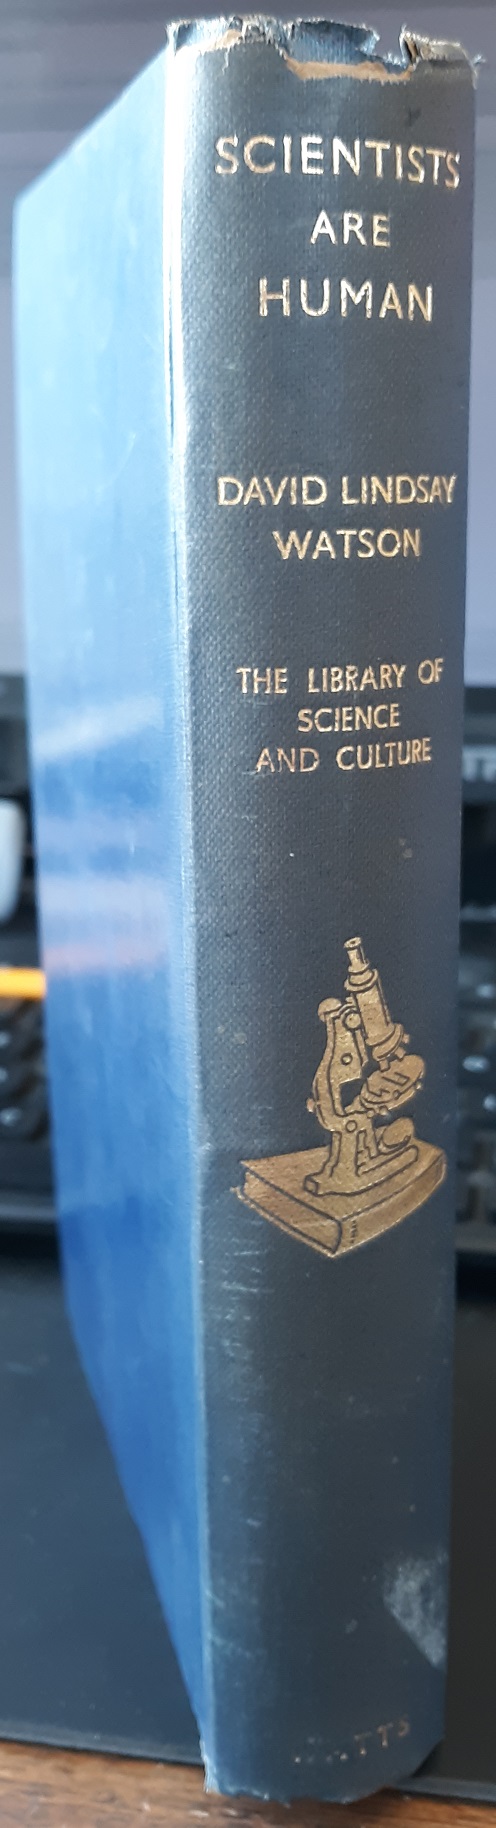 SCIENTISTS
ARE
HUMAN
DAVID LINDSAY
WATSON
THE LIBRARY OF
SCIENCE
AND CULTURE